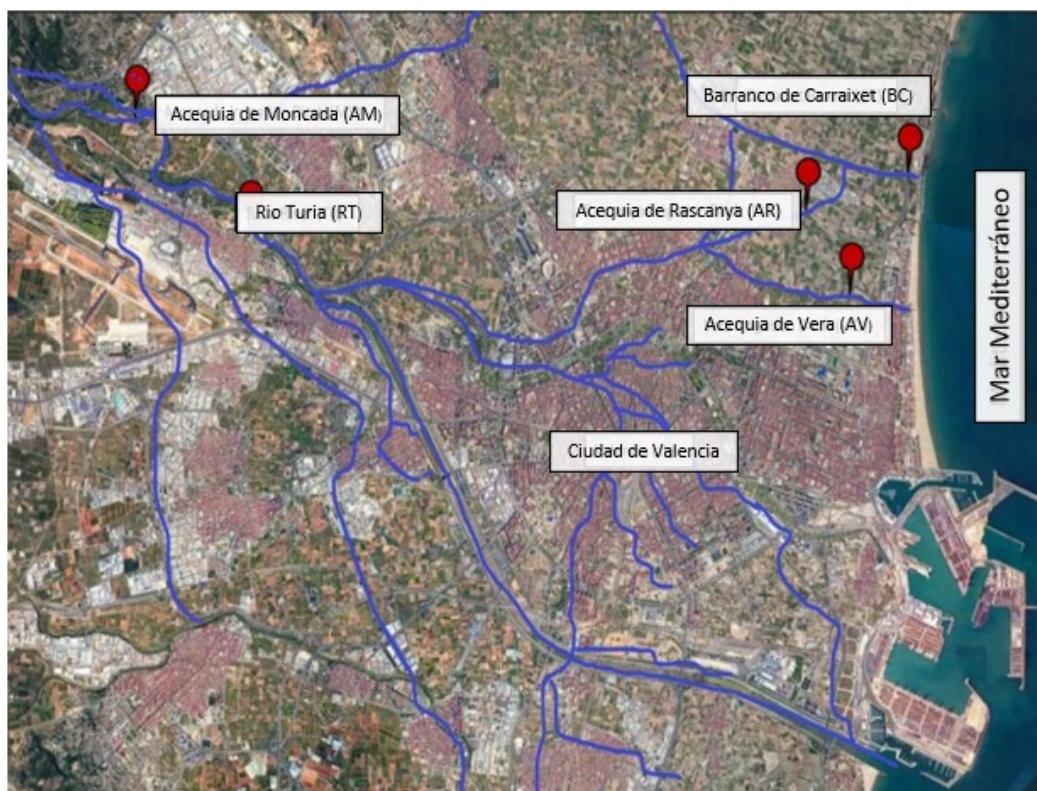 Barranco de Carraixet (BC)
Acequia de Moncada (AM)
Rio Turia (RT)
Acequia de Rascanya (AR)
Mar Mediterráneo
Acequia de Vera (AV)
Ciudad de Valencia